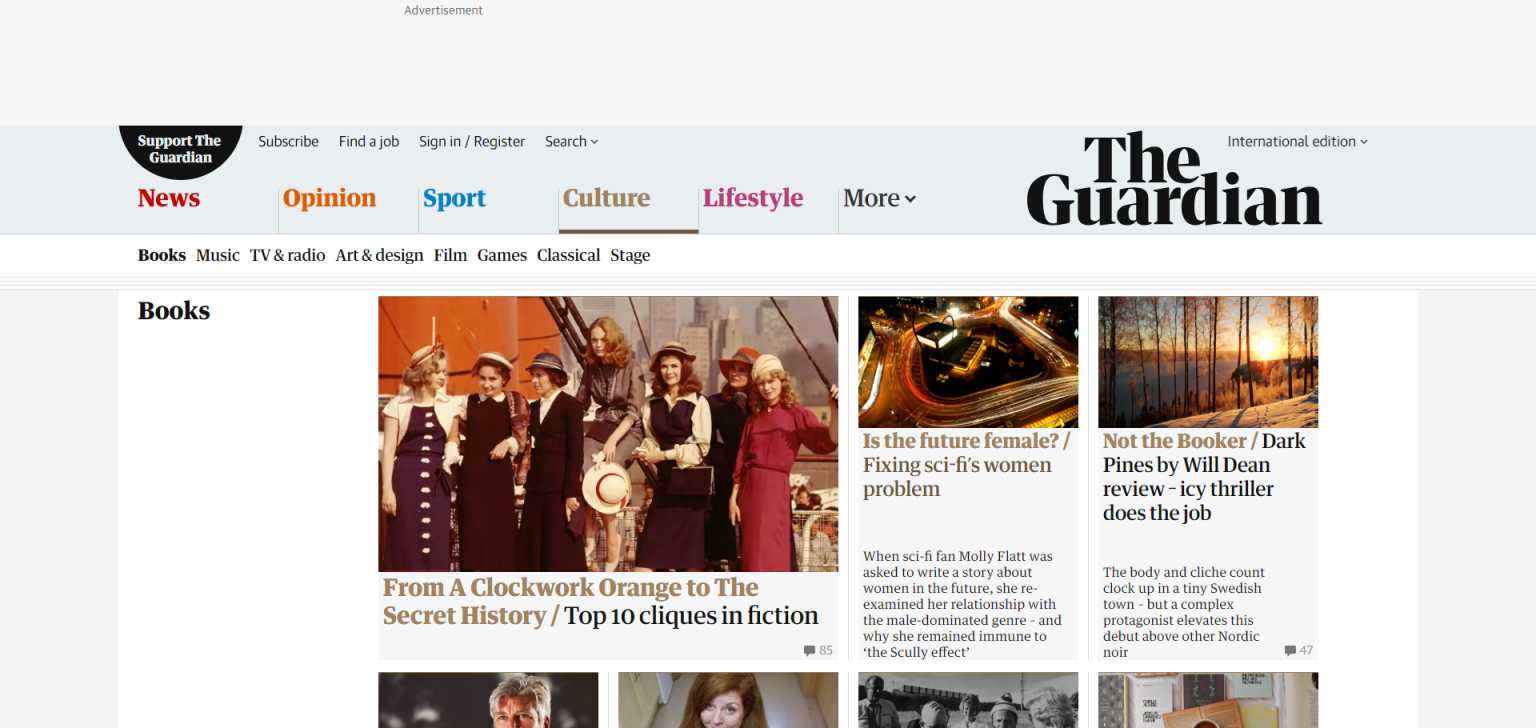 Advertisement
Support The
Guardian
Subscribe
Find a job
Sign in / Register
Search
International edition
The
Guardian
News
Opinion
Sport
Culture
Lifestyle
More
Books Music TV & radio Art & design Film Games Classical Stage
Books
From A Clockwork Orange to The
Secret History / Top 10 cliques in fiction
85
Is the future female? /
Fixing sci-fi's women
problem
When sci-fi fan Molly Flatt was
asked to write a story about
women in the future, she re-
examined her relationship with
the male-dominated genre – and
why she remained immune to
‘the Scully effect’
Not the Booker / Dark
Pines by Will Dean
review – icy thriller
does the job
The body and cliche count
clock up in a tiny Swedish
town – but a complex
protagonist elevates this
debut above other Nordic
noir
47